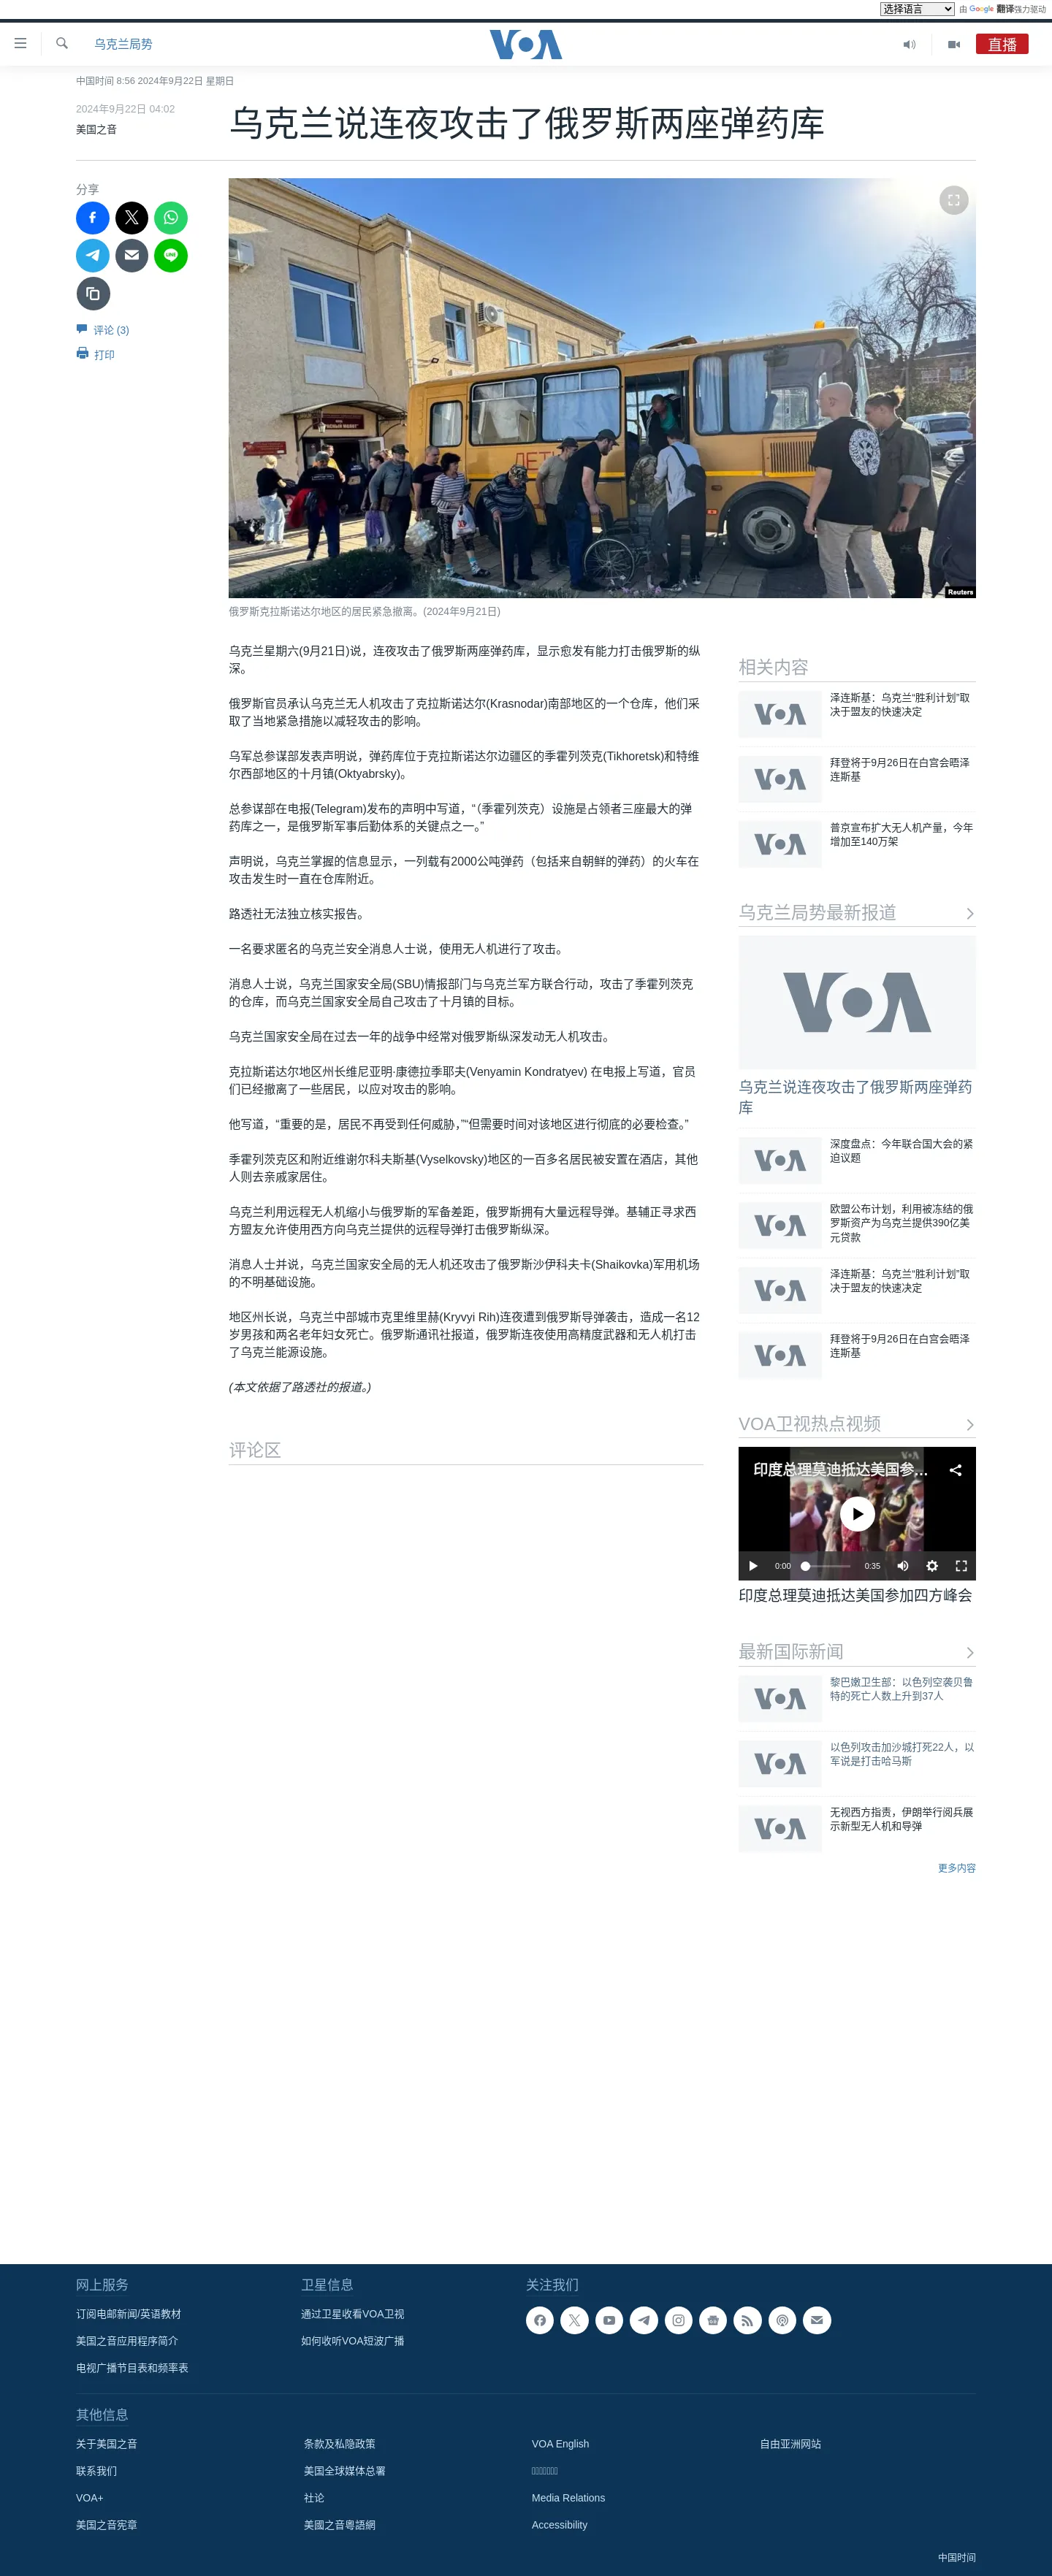 选择语言
由 Google 翻译强力驱动
乌克兰局势
VOA
直播
中国时间 8:56 2024年9月22日 星期日
2024年9月22日 04:02
美国之音
乌克兰说连夜攻击了俄罗斯两座弹药库
分享
评论 (3)
打印
Reuters
俄罗斯克拉斯诺达尔地区的居民紧急撤离。(2024年9月21日)
乌克兰星期六(9月21日)说，连夜攻击了俄罗斯两座弹药库，显示愈发有能力打击俄罗斯的纵
深。
俄罗斯官员承认乌克兰无人机攻击了克拉斯诺达尔(Krasnodar)南部地区的一个仓库，他们采
取了当地紧急措施以减轻攻击的影响。
乌军总参谋部发表声明说，弹药库位于克拉斯诺达尔边疆区的季霍列茨克(Tikhoretsk)和特维
尔西部地区的十月镇(Oktyabrsky)。
总参谋部在电报(Telegram)发布的声明中写道，“（季霍列茨克）设施是占领者三座最大的弹
药库之一，是俄罗斯军事后勤体系的关键点之一。”
声明说，乌克兰掌握的信息显示，一列载有2000公吨弹药（包括来自朝鲜的弹药）的火车在
攻击发生时一直在仓库附近。
路透社无法独立核实报告。
一名要求匿名的乌克兰安全消息人士说，使用无人机进行了攻击。
消息人士说，乌克兰国家安全局(SBU)情报部门与乌克兰军方联合行动，攻击了季霍列茨克
的仓库，而乌克兰国家安全局自己攻击了十月镇的目标。
乌克兰国家安全局在过去一年的战争中经常对俄罗斯纵深发动无人机攻击。
克拉斯诺达尔地区州长维尼亚明·康德拉季耶夫(Venyamin Kondratyev) 在电报上写道，官员
们已经撤离了一些居民，以应对攻击的影响。
他写道，“重要的是，居民不再受到任何威胁，”“但需要时间对该地区进行彻底的必要检查。”
季霍列茨克区和附近维谢尔科夫斯基(Vyselkovsky)地区的一百多名居民被安置在酒店，其他
人则去亲戚家居住。
乌克兰利用远程无人机缩小与俄罗斯的军备差距，俄罗斯拥有大量远程导弹。基辅正寻求西
方盟友允许使用西方向乌克兰提供的远程导弹打击俄罗斯纵深。
消息人士并说，乌克兰国家安全局的无人机还攻击了俄罗斯沙伊科夫卡(Shaikovka)军用机场
的不明基础设施。
地区州长说，乌克兰中部城市克里维里赫(Kryvyi Rih)连夜遭到俄罗斯导弹袭击，造成一名12
岁男孩和两名老年妇女死亡。俄罗斯通讯社报道，俄罗斯连夜使用高精度武器和无人机打击
了乌克兰能源设施。
(本文依据了路透社的报道。)
评论区
相关内容
VOA
泽连斯基：乌克兰“胜利计划”取
决于盟友的快速决定
VOA
拜登将于9月26日在白宫会晤泽
连斯基
VOA
普京宣布扩大无人机产量，今年
增加至140万架
乌克兰局势最新报道
VOA
乌克兰说连夜攻击了俄罗斯两座弹药
库
VOA
深度盘点：今年联合国大会的紧
迫议题
VOA
欧盟公布计划，利用被冻结的俄
罗斯资产为乌克兰提供390亿美
元贷款
VOA
泽连斯基：乌克兰“胜利计划”取
决于盟友的快速决定
VOA
拜登将于9月26日在白宫会晤泽
连斯基
VOA卫视热点视频
VOA
印度总理莫迪抵达美国参…
0:00
0:35
印度总理莫迪抵达美国参加四方峰会
最新国际新闻
VOA
黎巴嫩卫生部：以色列空袭贝鲁
特的死亡人数上升到37人
VOA
以色列攻击加沙城打死22人，以
军说是打击哈马斯
VOA
无视西方指责，伊朗举行阅兵展
示新型无人机和导弹
更多内容
网上服务
订阅电邮新闻/英语教材
美国之音应用程序简介
电视广播节目表和频率表
卫星信息
通过卫星收看VOA卫视
如何收听VOA短波广播
关注我们
其他信息
关于美国之音
条款及私隐政策
VOA English
自由亚洲网站
联系我们
美国全球媒体总署
VOA+
社论
Media Relations
美国之音宪章
美國之音粵語網
Accessibility
中国时间